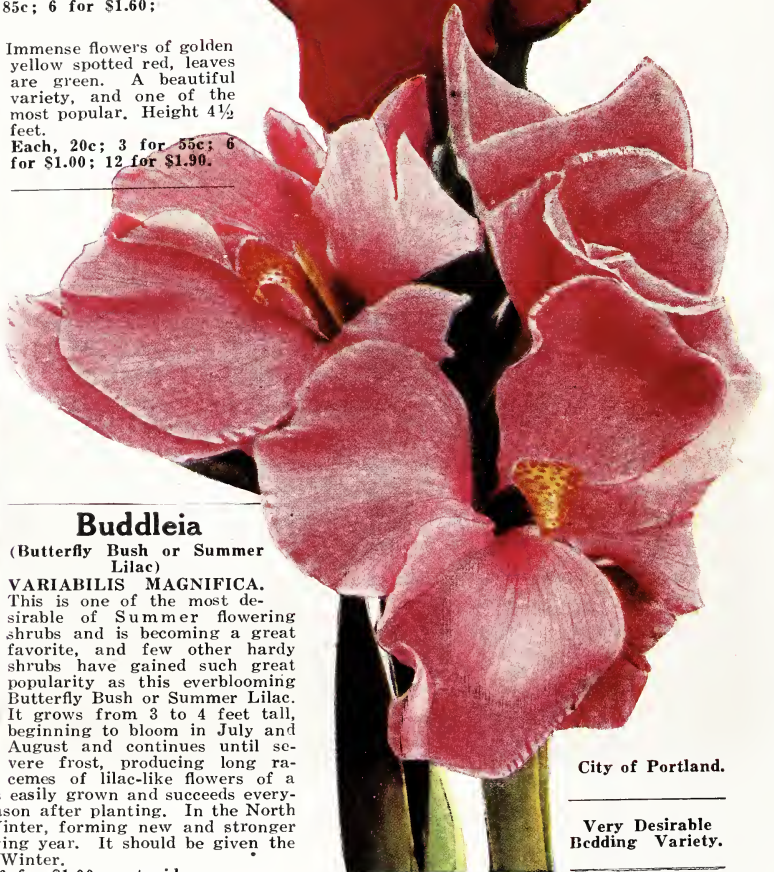 85c; 6 for $1.60;
Immense flowers of golden
yellow spotted red, leaves
are green. A beautiful
variety, and one of the
most popular. Height 4½
feet.
Each, 20c; 3 for 55c; 6
for $1.00; 12 for $1.90.
Buddleia
(Butterfly Bush or Summer
Lilac)
VARIABILIS MAGNIFICA.
This is one of the most de-
sirable of Summer flowering
shrubs and is becoming a great
favorite, and few other hardy
shrubs have gained such great
popularity as this everblooming
Butterfly Bush or Summer Lilac.
It grows from 3 to 4 feet tall,
beginning to bloom in July and
August and continues until se-
vere frost, producing long ra-
cemes of lilac-like flowers of a
easily grown and succeeds every-
son after planting. In the North
inter, forming new and stronger
ing year. It should be given the
Winter.
City of Portland.
Very Desirable
Bedding Variety.